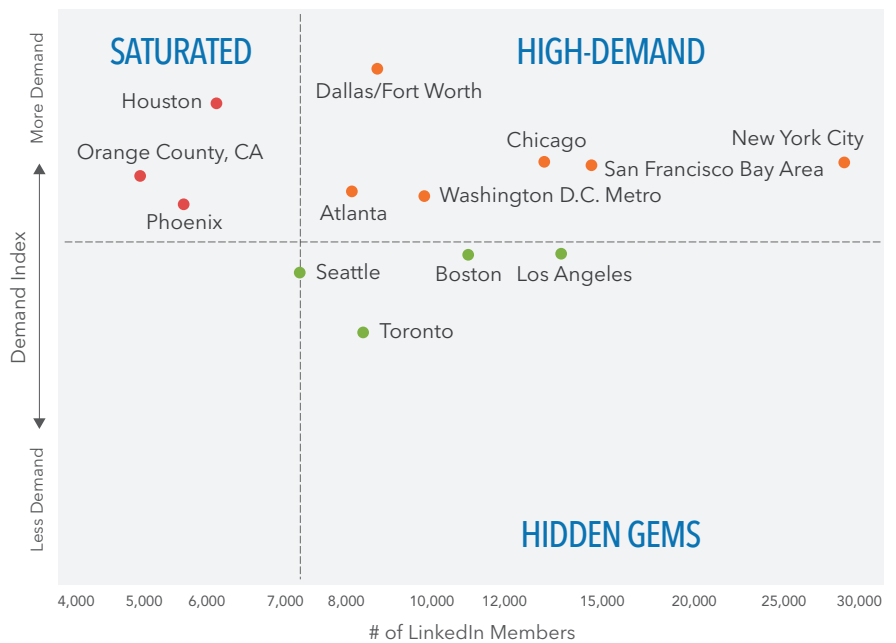 SATURATED
HIGH-DEMAND
More Demand
Demand Index
Less Demand
Dallas/Fort Worth
Houston
Chicago
New York City
Orange County, CA
San Francisco Bay Area
Phoenix
Atlanta
Washington D.C. Metro
Seattle
Boston
Los Angeles
Toronto
HIDDEN GEMS
4,000 5,000 6,000 7,000 8,000 10,000 12,000 15,000 20,000 25,000 30,000
# of LinkedIn Members